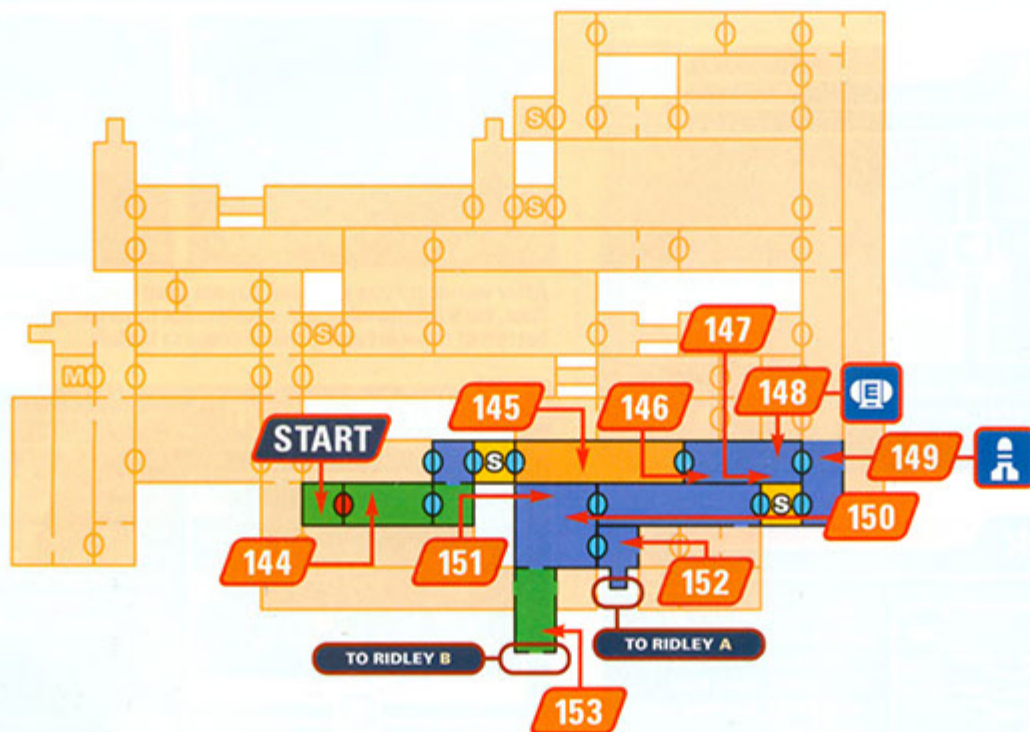 S
S
147
S
148
E
M
145
146
START
149
S
S
150
144
151
152
TO RIDLEY B
TO RIDLEY A
153